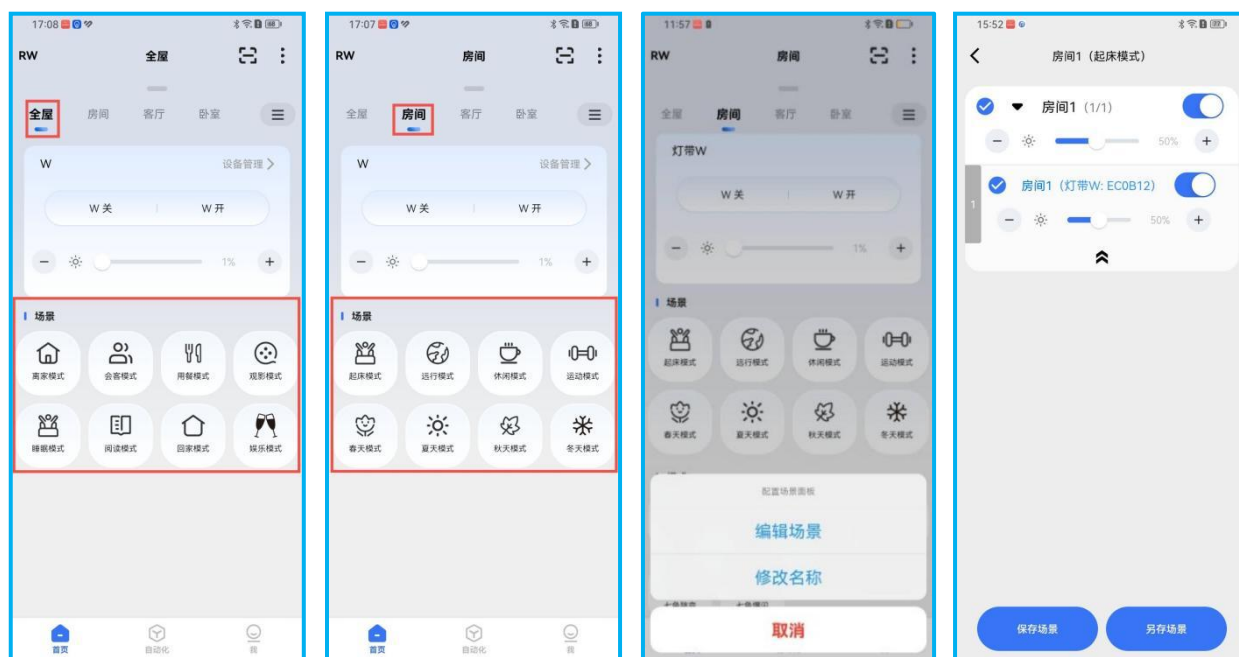 17:08
88
RW
全屋
全屋
房间
客厅
卧室
W
设备管理 >
W 关
W 开
1%
场景
离家模式
会客模式
用餐模式
观影模式
睡眠模式
阅读模式
回家模式
娱乐模式
首页
自动化
我
17:07
88
RW
房间
全屋
房间
客厅
卧室
W
设备管理 >
W 关
W 开
1%
场景
起床模式
远行模式
休闲模式
运动模式
春天模式
夏天模式
秋天模式
冬天模式
首页
自动化
我
11:57
RW
房间
全屋
房间
客厅
卧室
灯带W
W 关
W 开
1%
场景
起床模式
远行模式
休闲模式
运动模式
春天模式
夏天模式
秋天模式
冬天模式
配置场景面板
编辑场景
修改名称
取消
15:52
房间1（起床模式）
房间1（1/1）
50%
1
房间1（灯带W: EC0B12）
50%
保存场景
另存场景